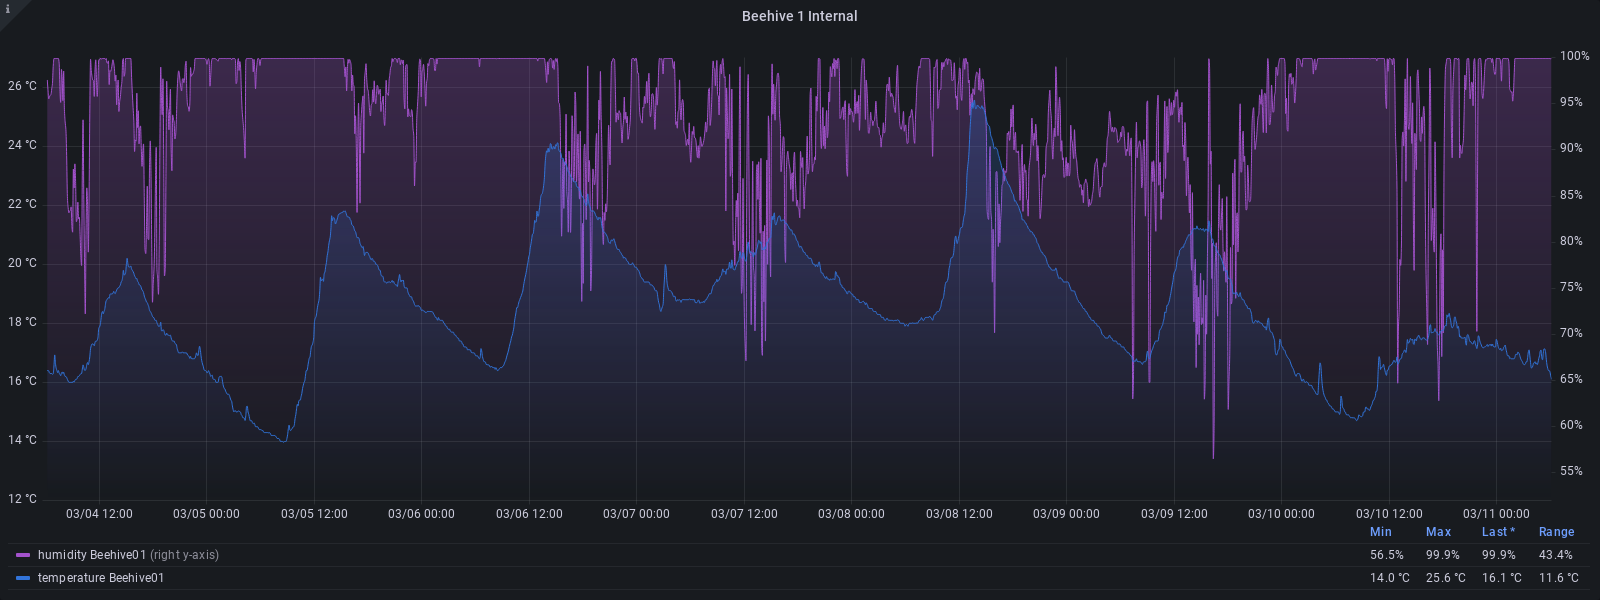 i
Beehive 1 Internal
26 °C
24 °C
22 °C
20 °C
18 °C
16 °C
14 °C
12 °C
100%
95%
90%
85%
80%
75%
70%
65%
60%
55%
03/04 12:00 03/05 00:00 03/05 12:00 03/06 00:00 03/06 12:00 03/07 00:00 03/07 12:00 03/08 00:00 03/08 12:00 03/09 00:00 03/09 12:00 03/10 00:00 03/10 12:00 03/11 00:00
Min Max Last * Range
humidity Beehive01 (right y-axis) 56.5% 99.9% 99.9% 43.4%
temperature Beehive01 14.0 °C 25.6 °C 16.1 °C 11.6 °C